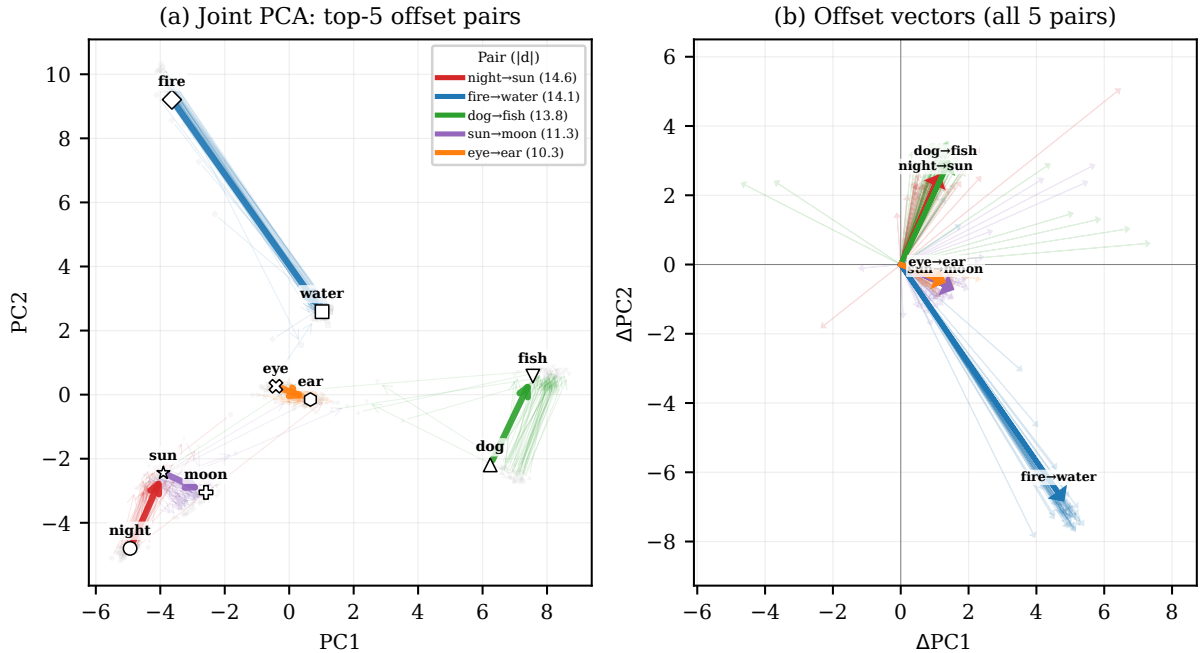 (a) Joint PCA: top-5 offset pairs
10
8
6
4
2
0
−2
−4
−6
−4
−2
0
2
4
6
8
PC1
PC2
Pair (|d|)
night→sun (14.6)
fire→water (14.1)
dog→fish (13.8)
sun→moon (11.3)
eye→ear (10.3)
fire
water
eye
ear
fish
dog
sun
moon
night
(b) Offset vectors (all 5 pairs)
6
4
2
0
−2
−4
−6
−8
−6
−4
−2
0
2
4
6
8
ΔPC1
ΔPC2
dog→fish
night→sun
eye→ear
sun→moon
fire→water